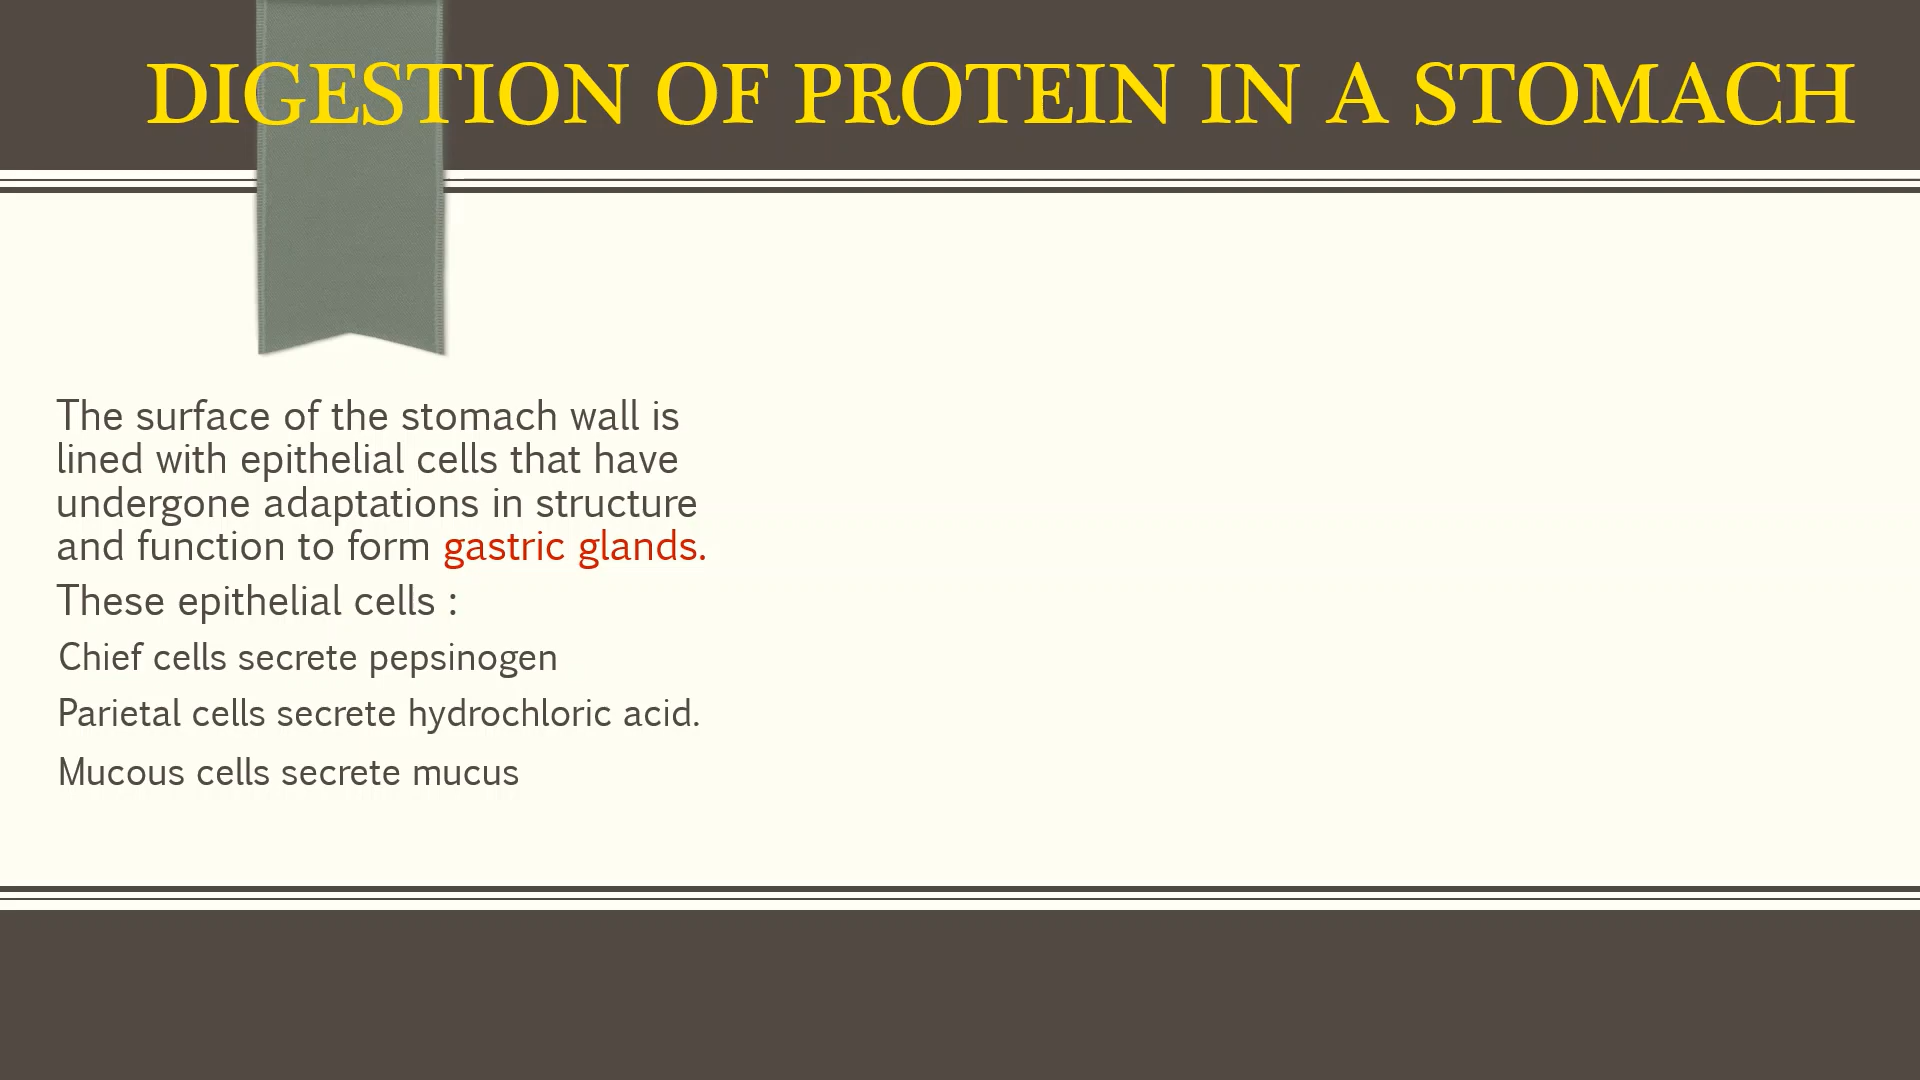 DIGESTION OF PROTEIN IN A STOMACH
The surface of the stomach wall is
lined with epithelial cells that have
undergone adaptations in structure
and function to form gastric glands.
These epithelial cells :
Chief cells secrete pepsinogen
Parietal cells secrete hydrochloric acid.
Mucous cells secrete mucus